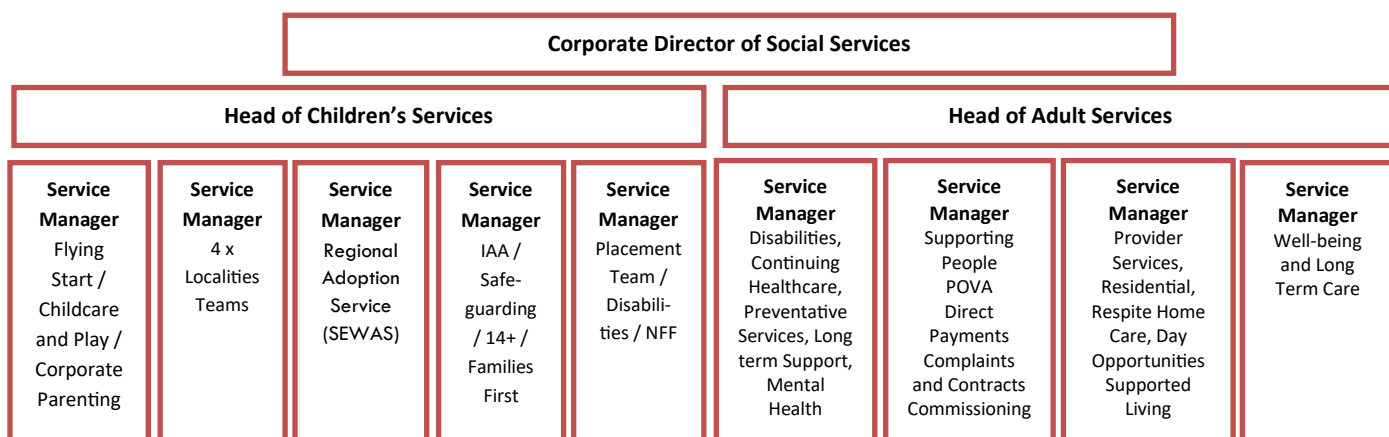 Corporate Director of Social Services
Head of Children’s Services
Head of Adult Services
Service
Manager
Flying
Start /
Childcare
and Play /
Corporate
Parenting
Service
Manager
4 x
Localities
Teams
Service
Manager
Regional
Adoption
Service
(SEWAS)
Service
Manager
IAA /
Safe-
guarding
/ 14+ /
Families
First
Service
Manager
Placement
Team /
Disabili-
ties / NFF
Service
Manager
Disabilities,
Continuing
Healthcare,
Preventative
Services, Long
term Support,
Mental
Health
Service
Manager
Supporting
People
POVA
Direct
Payments
Complaints
and Contracts
Commissioning
Service
Manager
Provider
Services,
Residential,
Respite Home
Care, Day
Opportunities
Supported
Living
Service
Manager
Well-being
and Long
Term Care